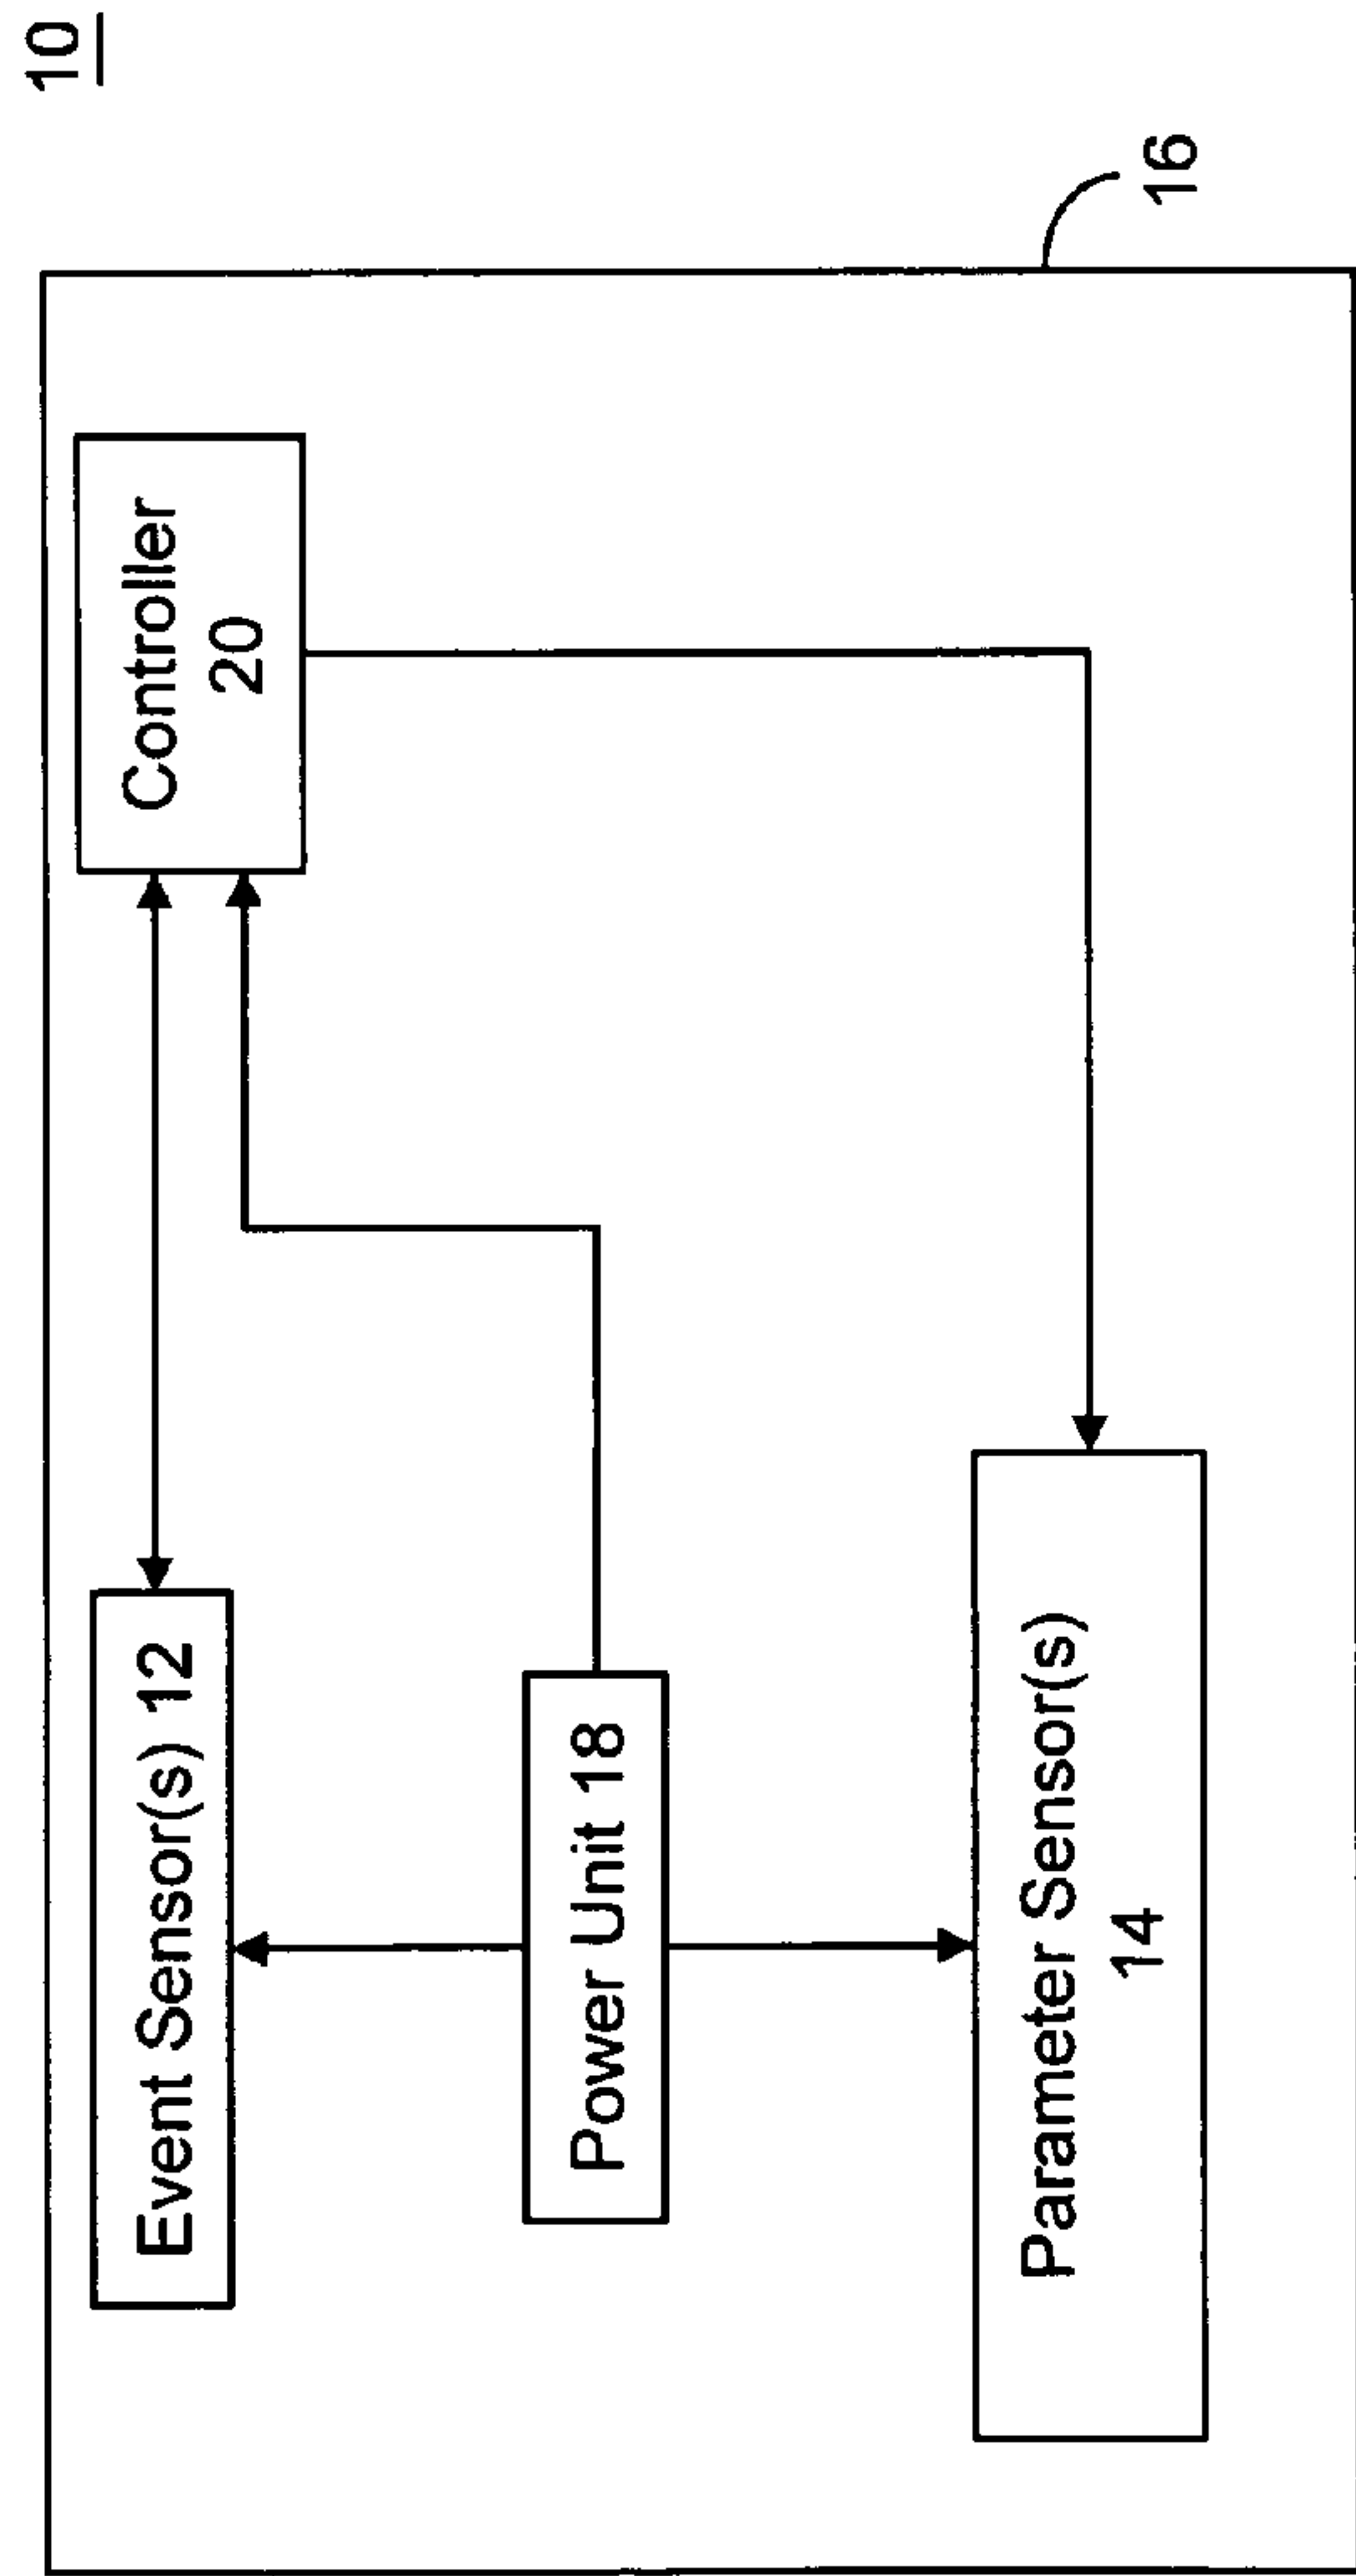 10
Event Sensor(s) 12
Controller
20
Power Unit 18
Parameter Sensor(s)
14
16